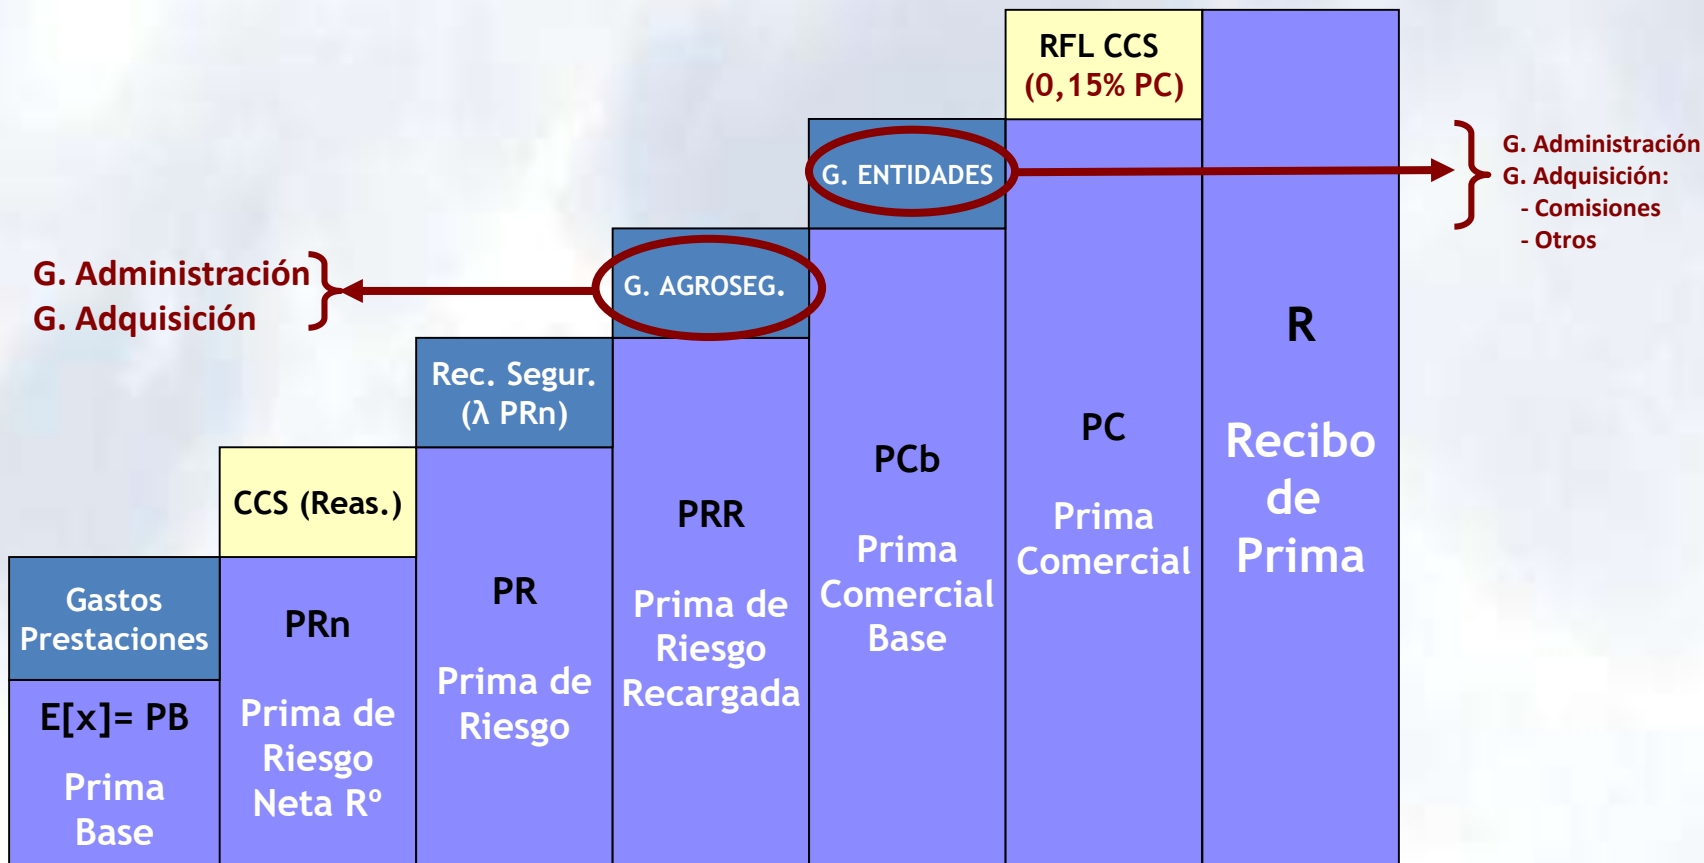 G. Administración
G. Adquisición
Gastos
Prestaciones
E[x]= PB
Prima
Base
CCS (Reas.)
PRn
Prima de
Riesgo
Neta Rº
Rec. Segur.
(λ PRn)
PR
Prima de
Riesgo
G. AGROSEG.
PRR
Prima de
Riesgo
Recargada
G. ENTIDADES
PCb
Prima
Comercial
Base
RFL CCS
(0,15% PC)
PC
Prima
Comercial
R
Recibo
de
Prima
G. Administración
G. Adquisición:
- Comisiones
- Otros